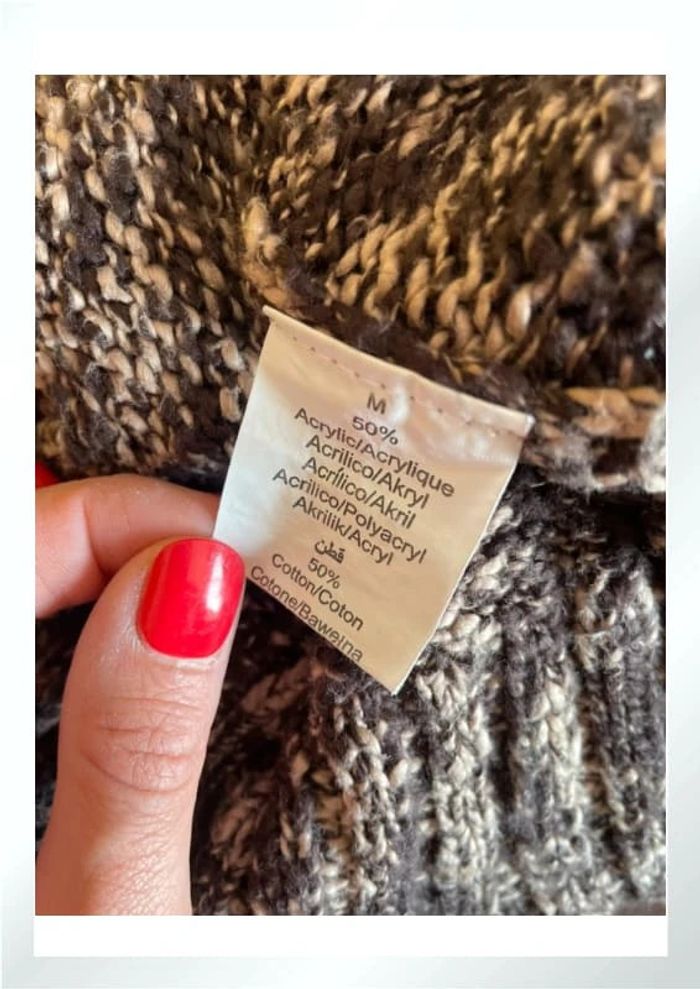 M
50%
Acrylic/Acrylique
Acrilico/Akryl
Acrílico/Akril
Acrilico/Polyacryl
Akrilik/Acryl
قطن
50%
Cotton/Coton
Cotone/Bawełna